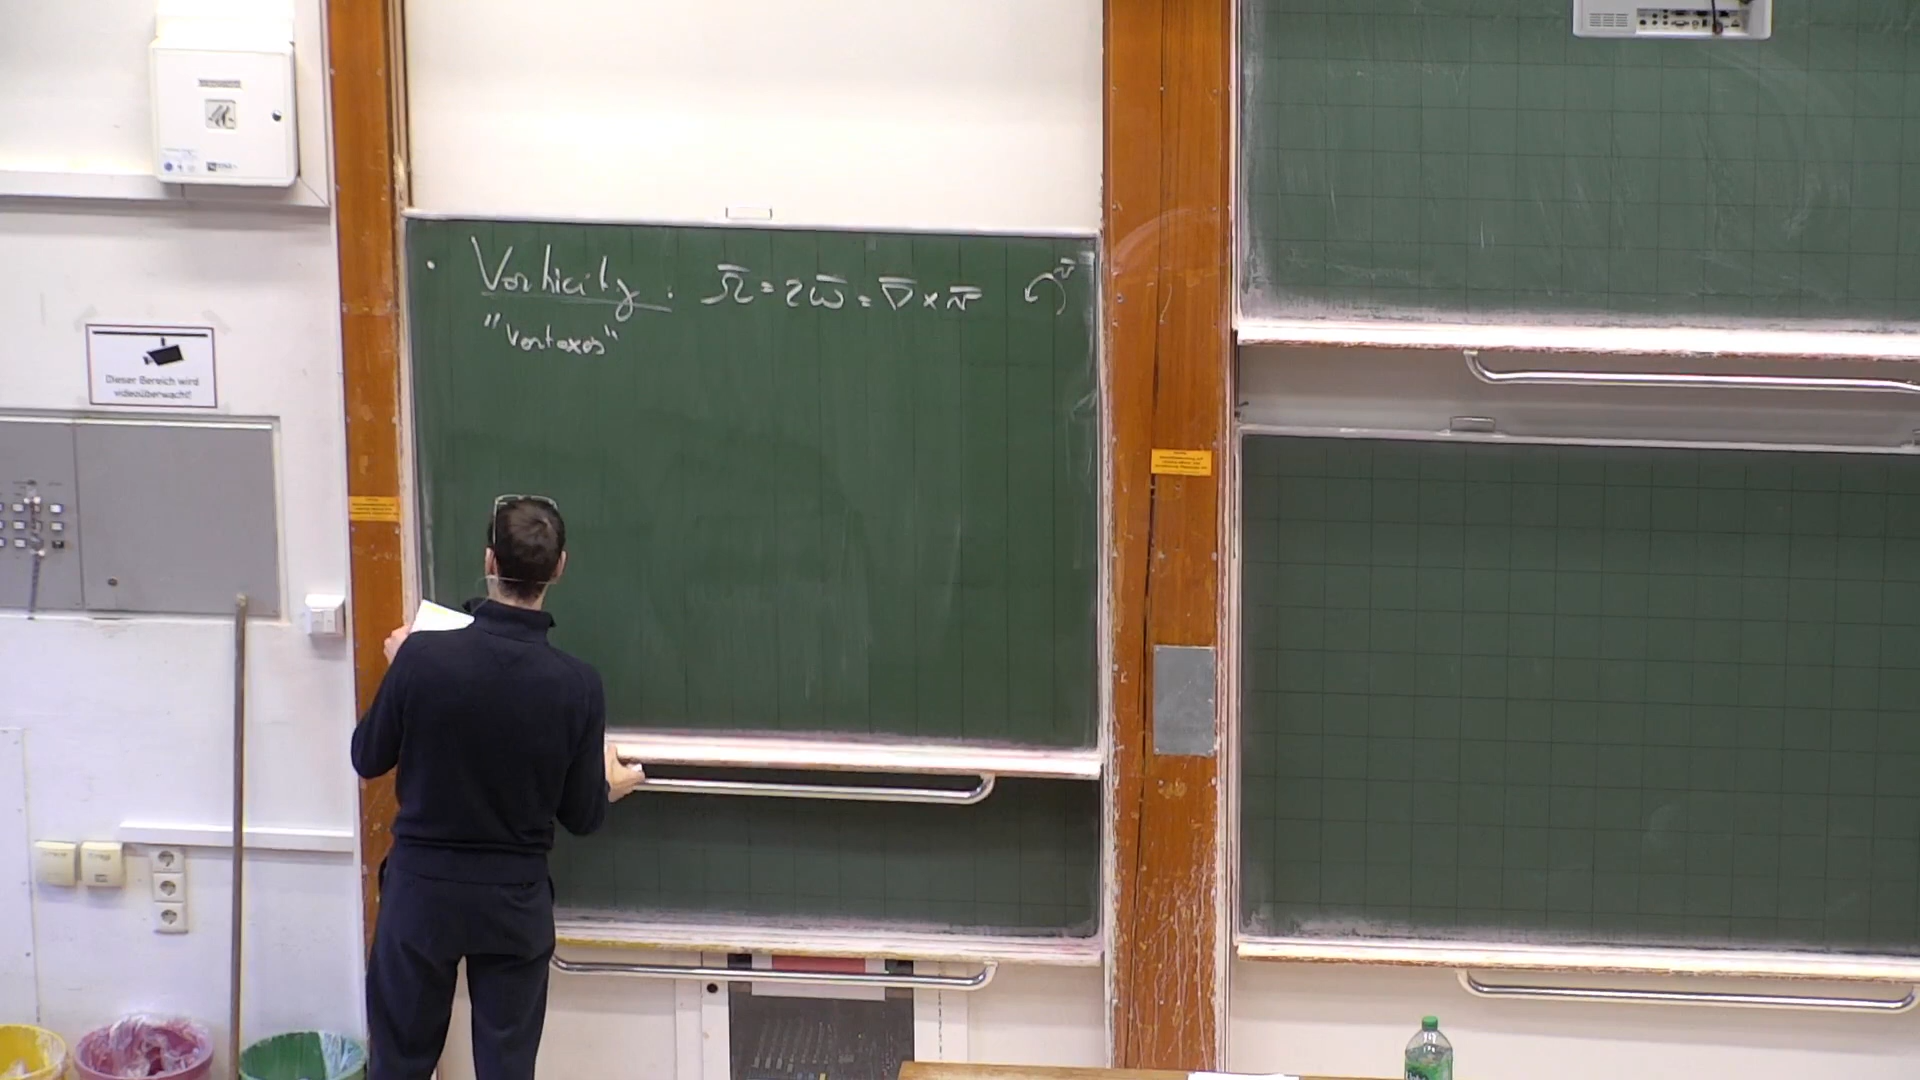 · Vorticity : Ω̅ = 2ω̅ = ∇̅ × v̅ v̅
"Vortexes"
Dieser Bereich wird
videoüberwacht!